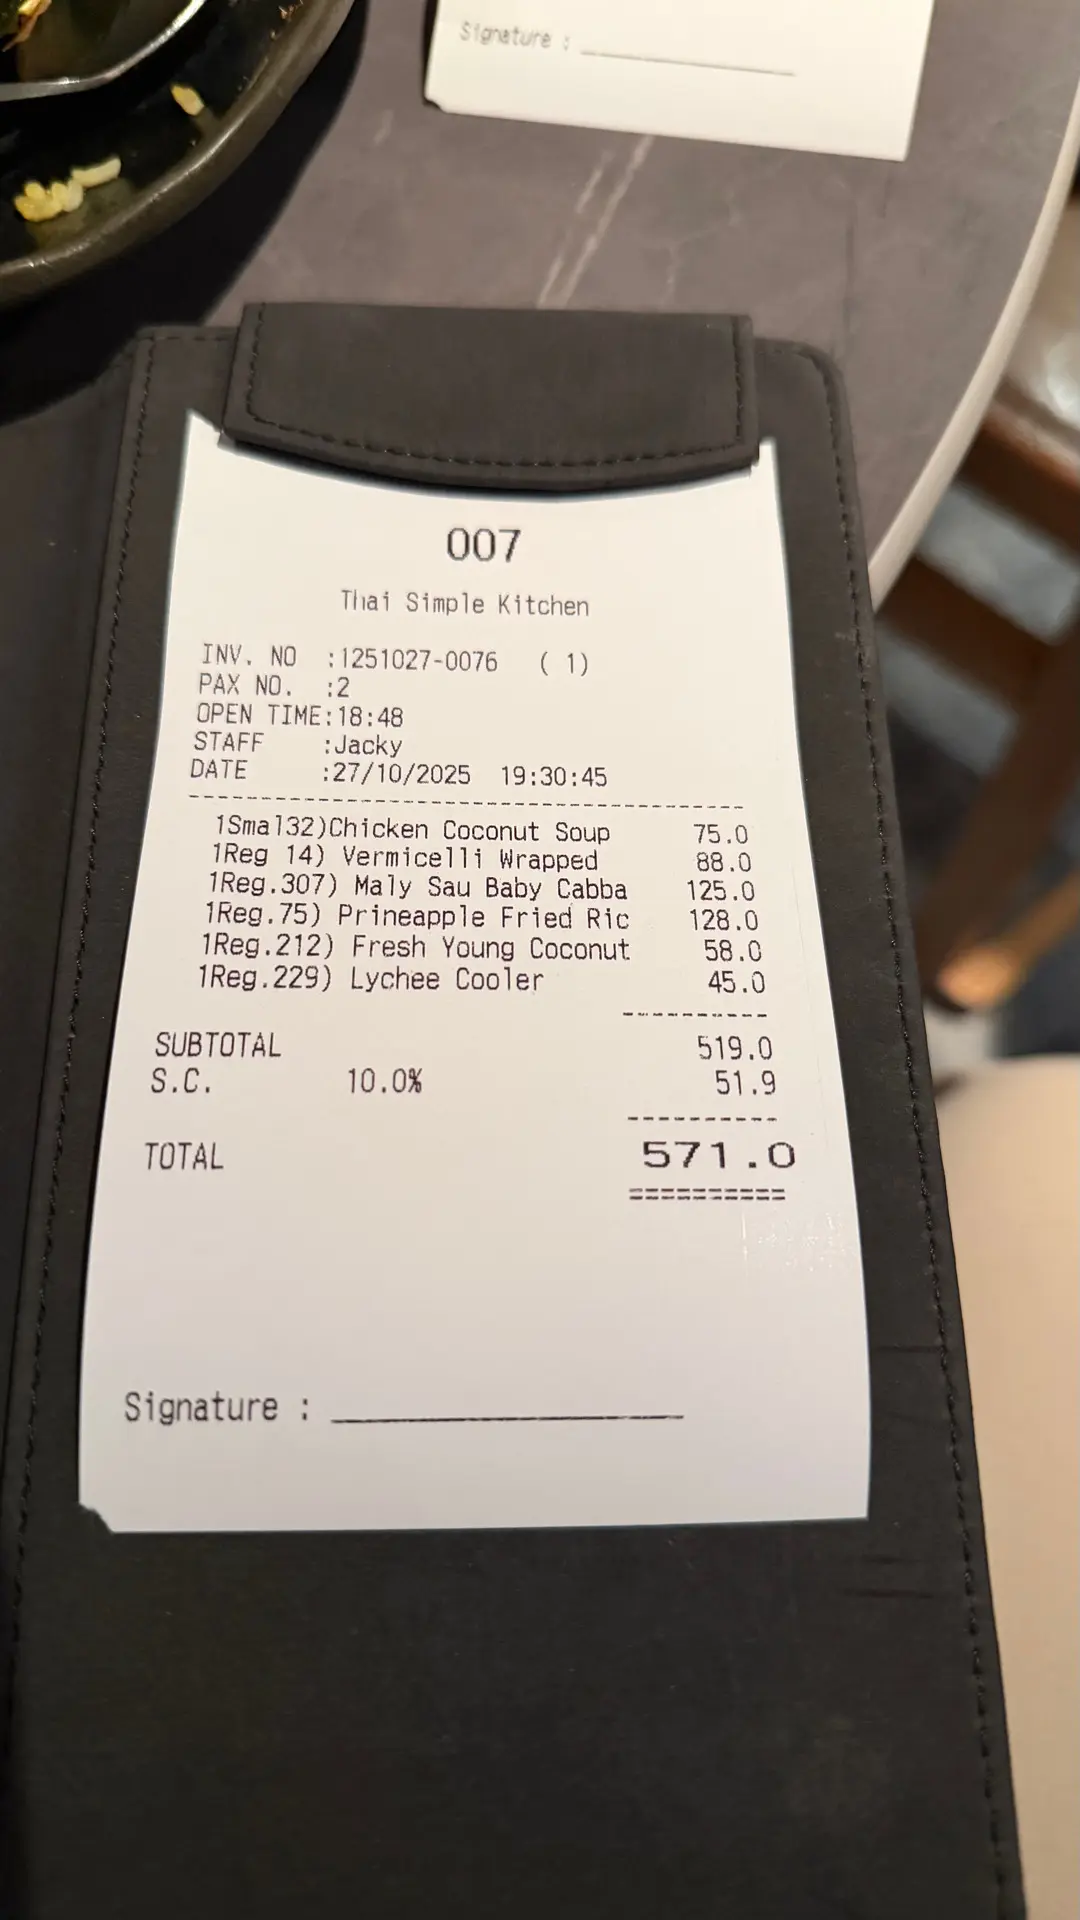 Signature : ____________
007
Thai Simple Kitchen
INV. NO :1251027-0076 ( 1)
PAX NO. :2
OPEN TIME:18:48
STAFF :Jacky
DATE :27/10/2025 19:30:45
1Smal32)Chicken Coconut Soup 75.0
1Reg 14) Vermicelli Wrapped 88.0
1Reg.307) Maly Sau Baby Cabba 125.0
1Reg.75) Prineapple Fried Ric 128.0
1Reg.212) Fresh Young Coconut 58.0
1Reg.229) Lychee Cooler 45.0
SUBTOTAL 519.0
S.C. 10.0% 51.9
TOTAL 571.0
Signature : ____________